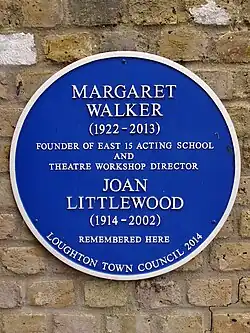 MARGARET
WALKER
(1922-2013)
FOUNDER OF EAST 15 ACTING SCHOOL
AND
THEATRE WORKSHOP DIRECTOR
JOAN
LITTLEWOOD
(1914-2002)
REMEMBERED HERE
LOUGHTON TOWN COUNCIL 2014